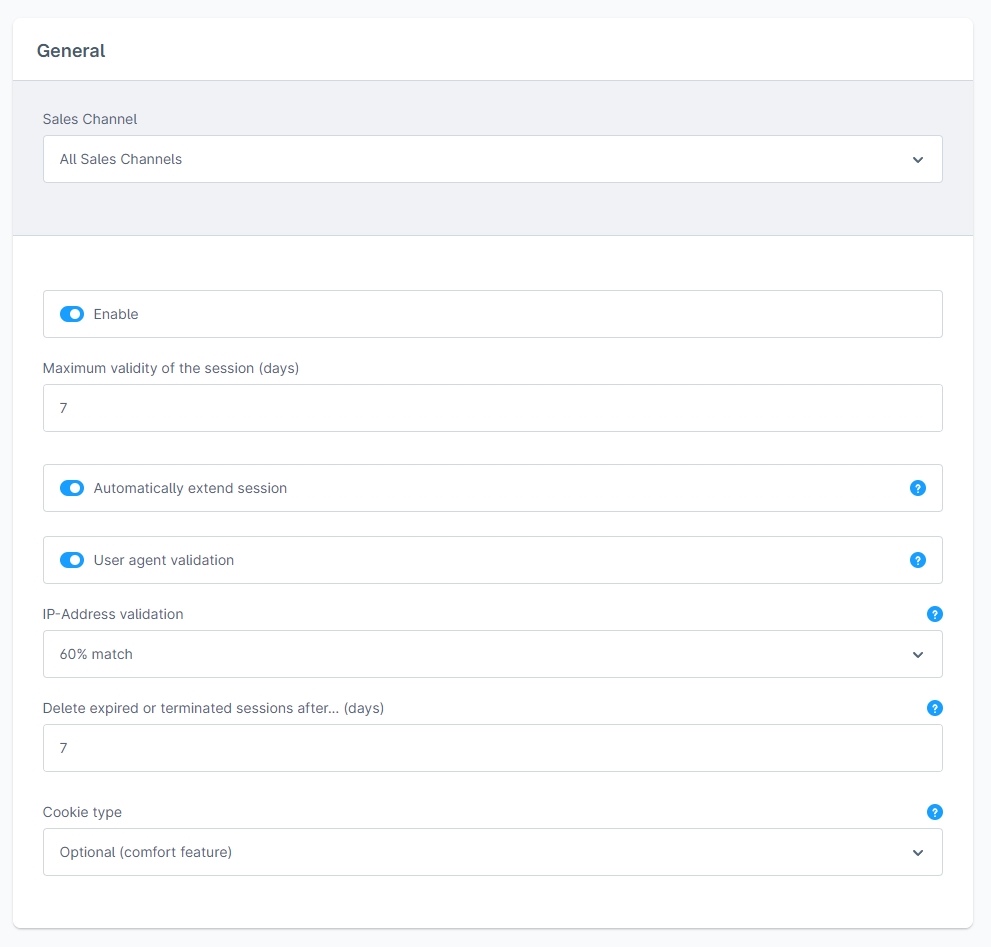 General
Sales Channel
All Sales Channels
Enable
Maximum validity of the session (days)
7
Automatically extend session
?
User agent validation
?
IP-Address validation
?
60% match
Delete expired or terminated sessions after... (days)
?
7
Cookie type
?
Optional (comfort feature)